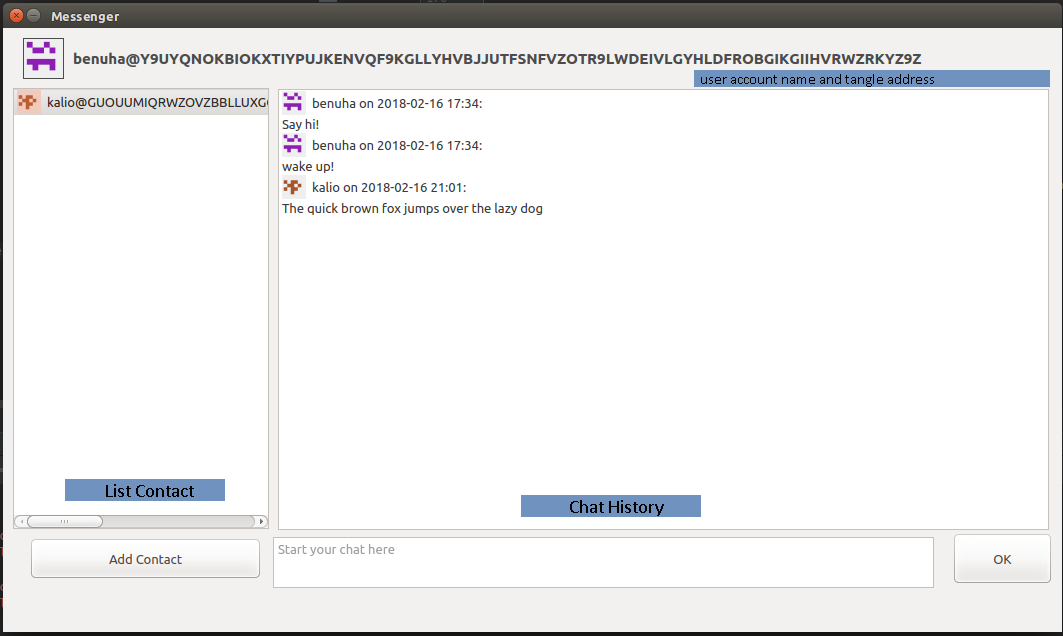 Messenger
benuha@Y9UYQNOKBIOKXTIYPUJKENVQF9KGLLYHVBJJUTFSNFVZOTR9LWDEIVLGYHLDFROBGIKGIIHVRWZRKYZ9Z
user account name and tangle address
kalio@GUOUUMIQRWZOVZBBLLUXG
benuha on 2018-02-16 17:34:
Say hi!
benuha on 2018-02-16 17:34:
wake up!
kalio on 2018-02-16 21:01:
The quick brown fox jumps over the lazy dog
List Contact
Chat History
Add Contact
Start your chat here
OK